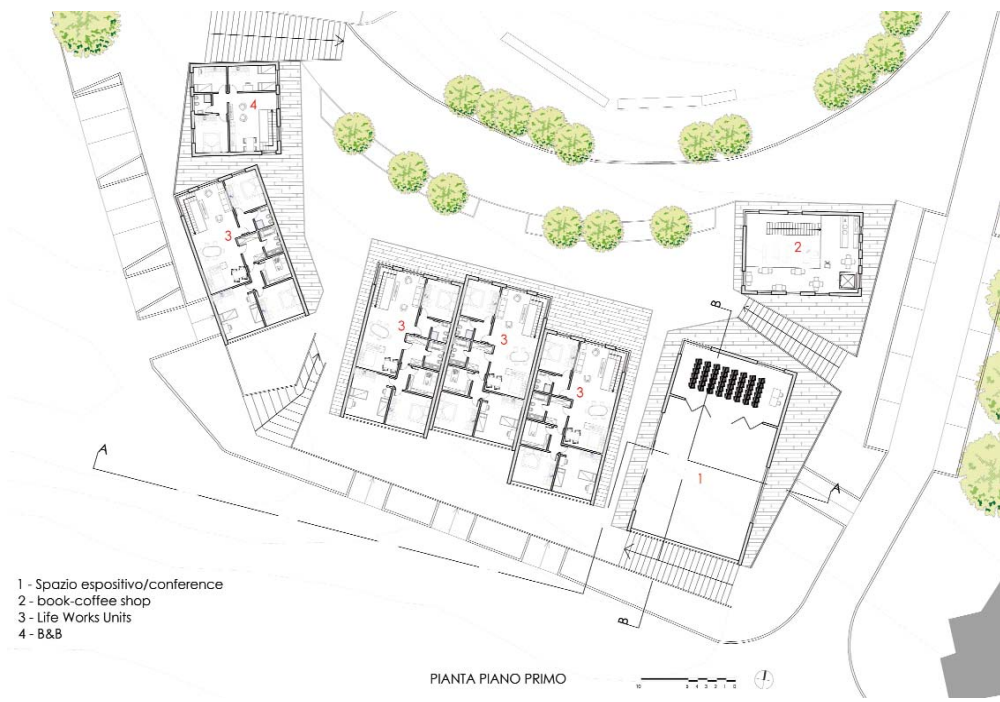 4
3
2
3
3
3
B
A
1
A
B
1 - Spazio espositivo/conference
2 - book-coffee shop
3 - Life Works Units
4 - B&B
PIANTA PIANO PRIMO